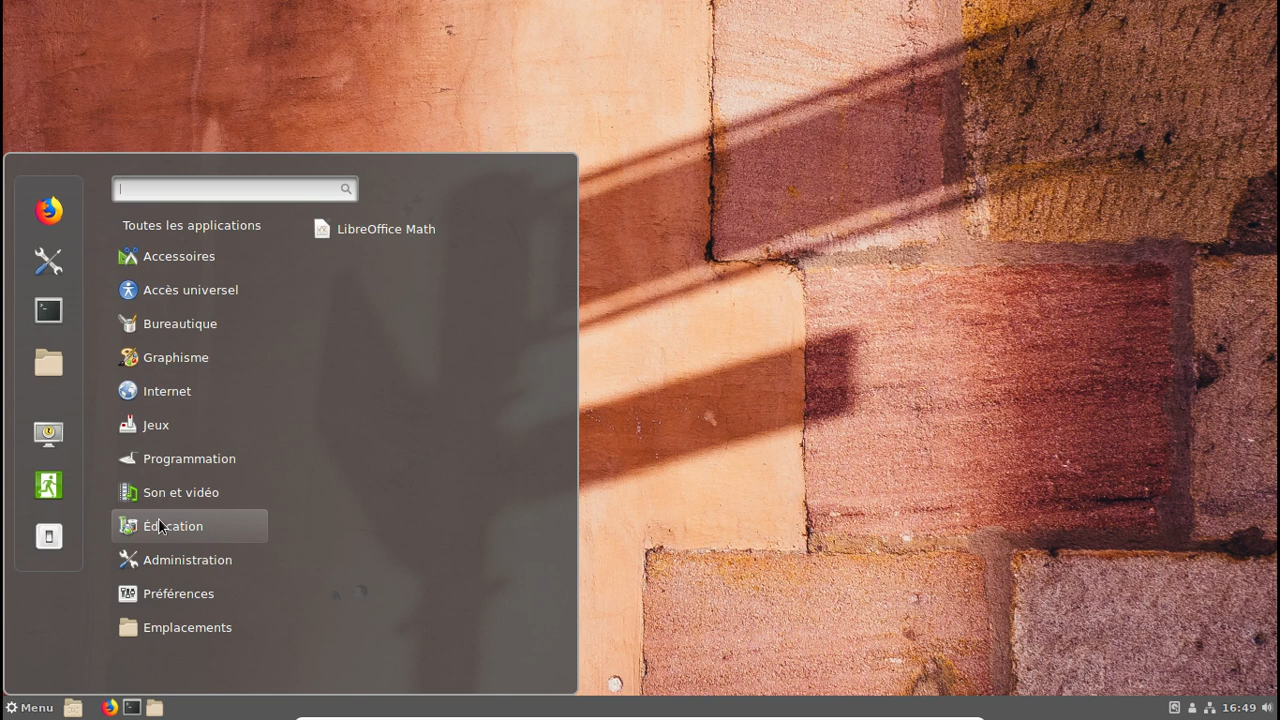 Toutes les applications
LibreOffice Math
Accessoires
Accès universel
Bureautique
Graphisme
Internet
Jeux
Programmation
Son et vidéo
Éducation
Administration
Préférences
Emplacements
Menu
16:49